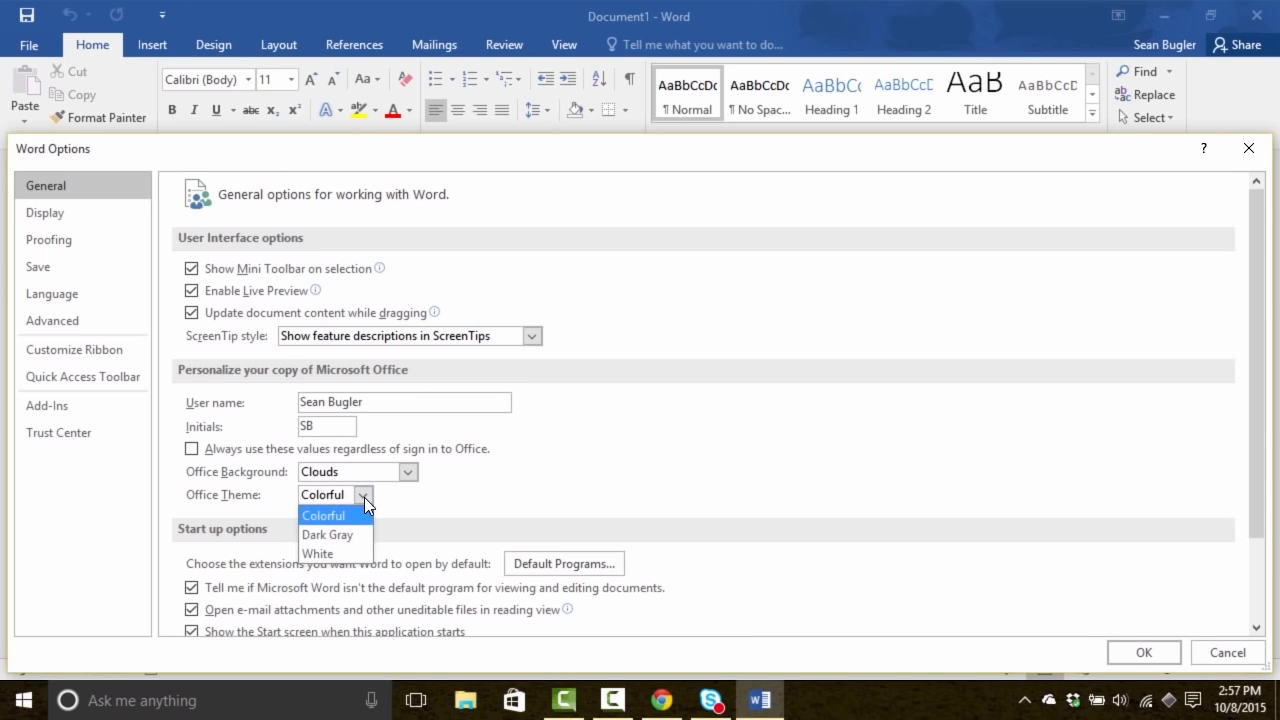 Document1 - Word
File Home Insert Design Layout References Mailings Review View Tell me what you want to do... Sean Bugler Share
Paste
Cut
Copy
Format Painter
Calibri (Body) 11
AaBbCcDc ¶ Normal
AaBbCcDc ¶ No Spac...
AaBbCc Heading 1
AaBbCcE Heading 2
AaB Title
AaBbCcC Subtitle
Find
Replace
Select
Word Options
General
Display
Proofing
Save
Language
Advanced
Customize Ribbon
Quick Access Toolbar
Add-Ins
Trust Center
General options for working with Word.
User Interface options
Show Mini Toolbar on selection
Enable Live Preview
Update document content while dragging
ScreenTip style: Show feature descriptions in ScreenTips
Personalize your copy of Microsoft Office
User name: Sean Bugler
Initials: SB
Always use these values regardless of sign in to Office.
Office Background: Clouds
Office Theme: Colorful
Colorful
Dark Gray
White
Start up options
Choose the extensions you want Word to open by default: Default Programs...
Tell me if Microsoft Word isn't the default program for viewing and editing documents.
Open e-mail attachments and other uneditable files in reading view
Show the Start screen when this application starts
OK Cancel
Ask me anything
2:57 PM
10/8/2015